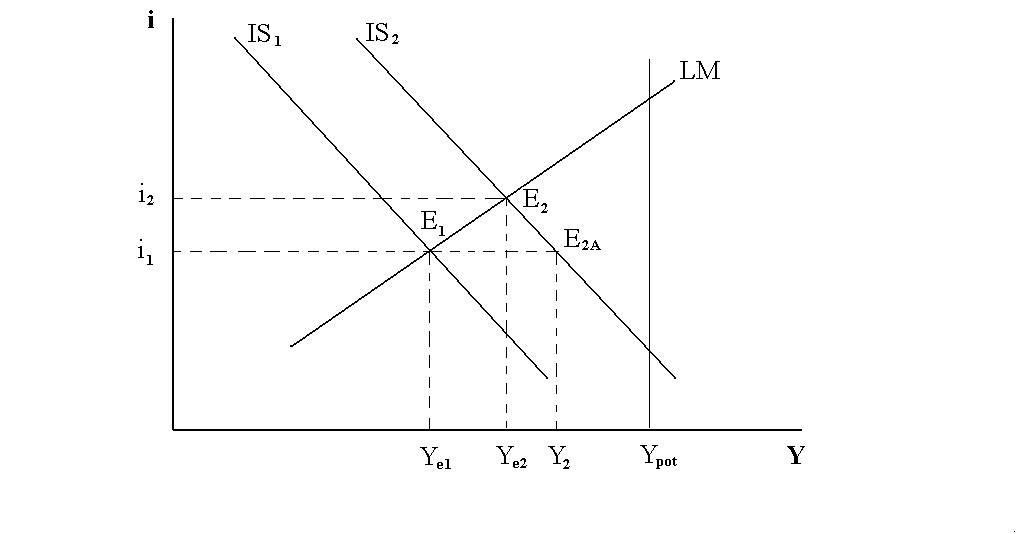 i
IS₁
IS₂
LM
i₂
E₂
E₁
E₂ₐ
i₁
Yₑ₁
Yₑ₂
Y₂
Yₚₒₜ
Y